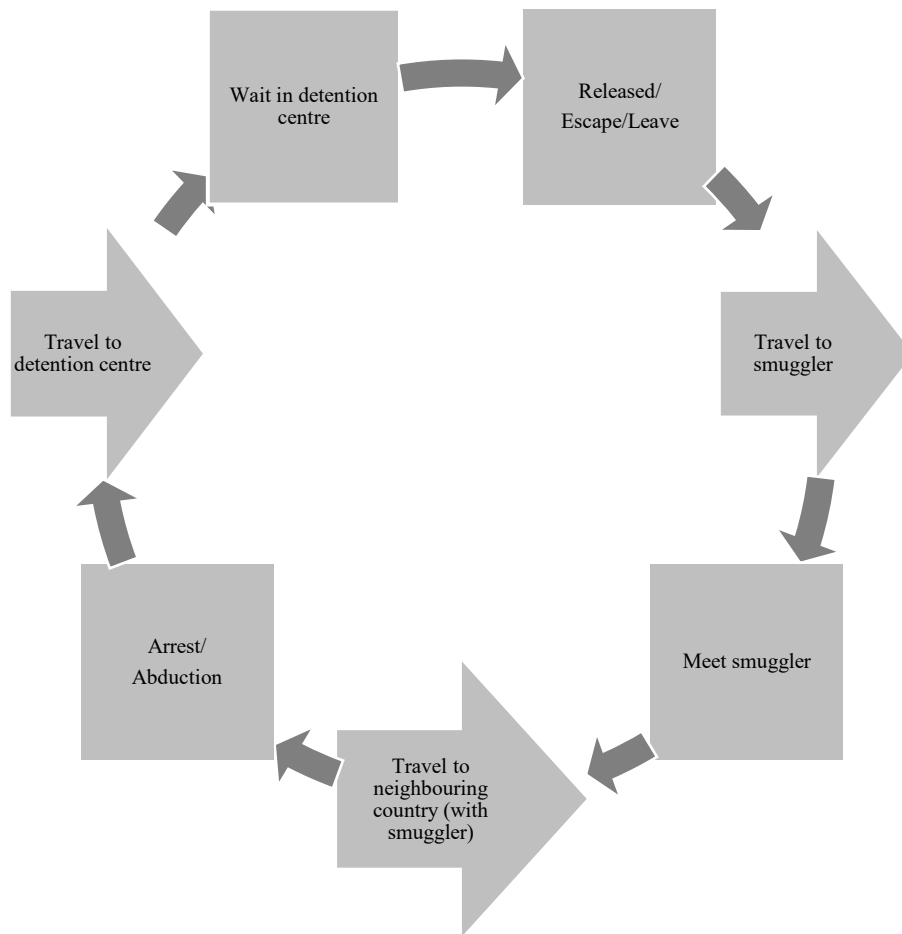 Wait in detention
centre
Released/
Escape/Leave
Travel to
smuggler
Meet smuggler
Travel to
neighbouring
country (with
smuggler)
Arrest/
Abduction
Travel to
detention centre